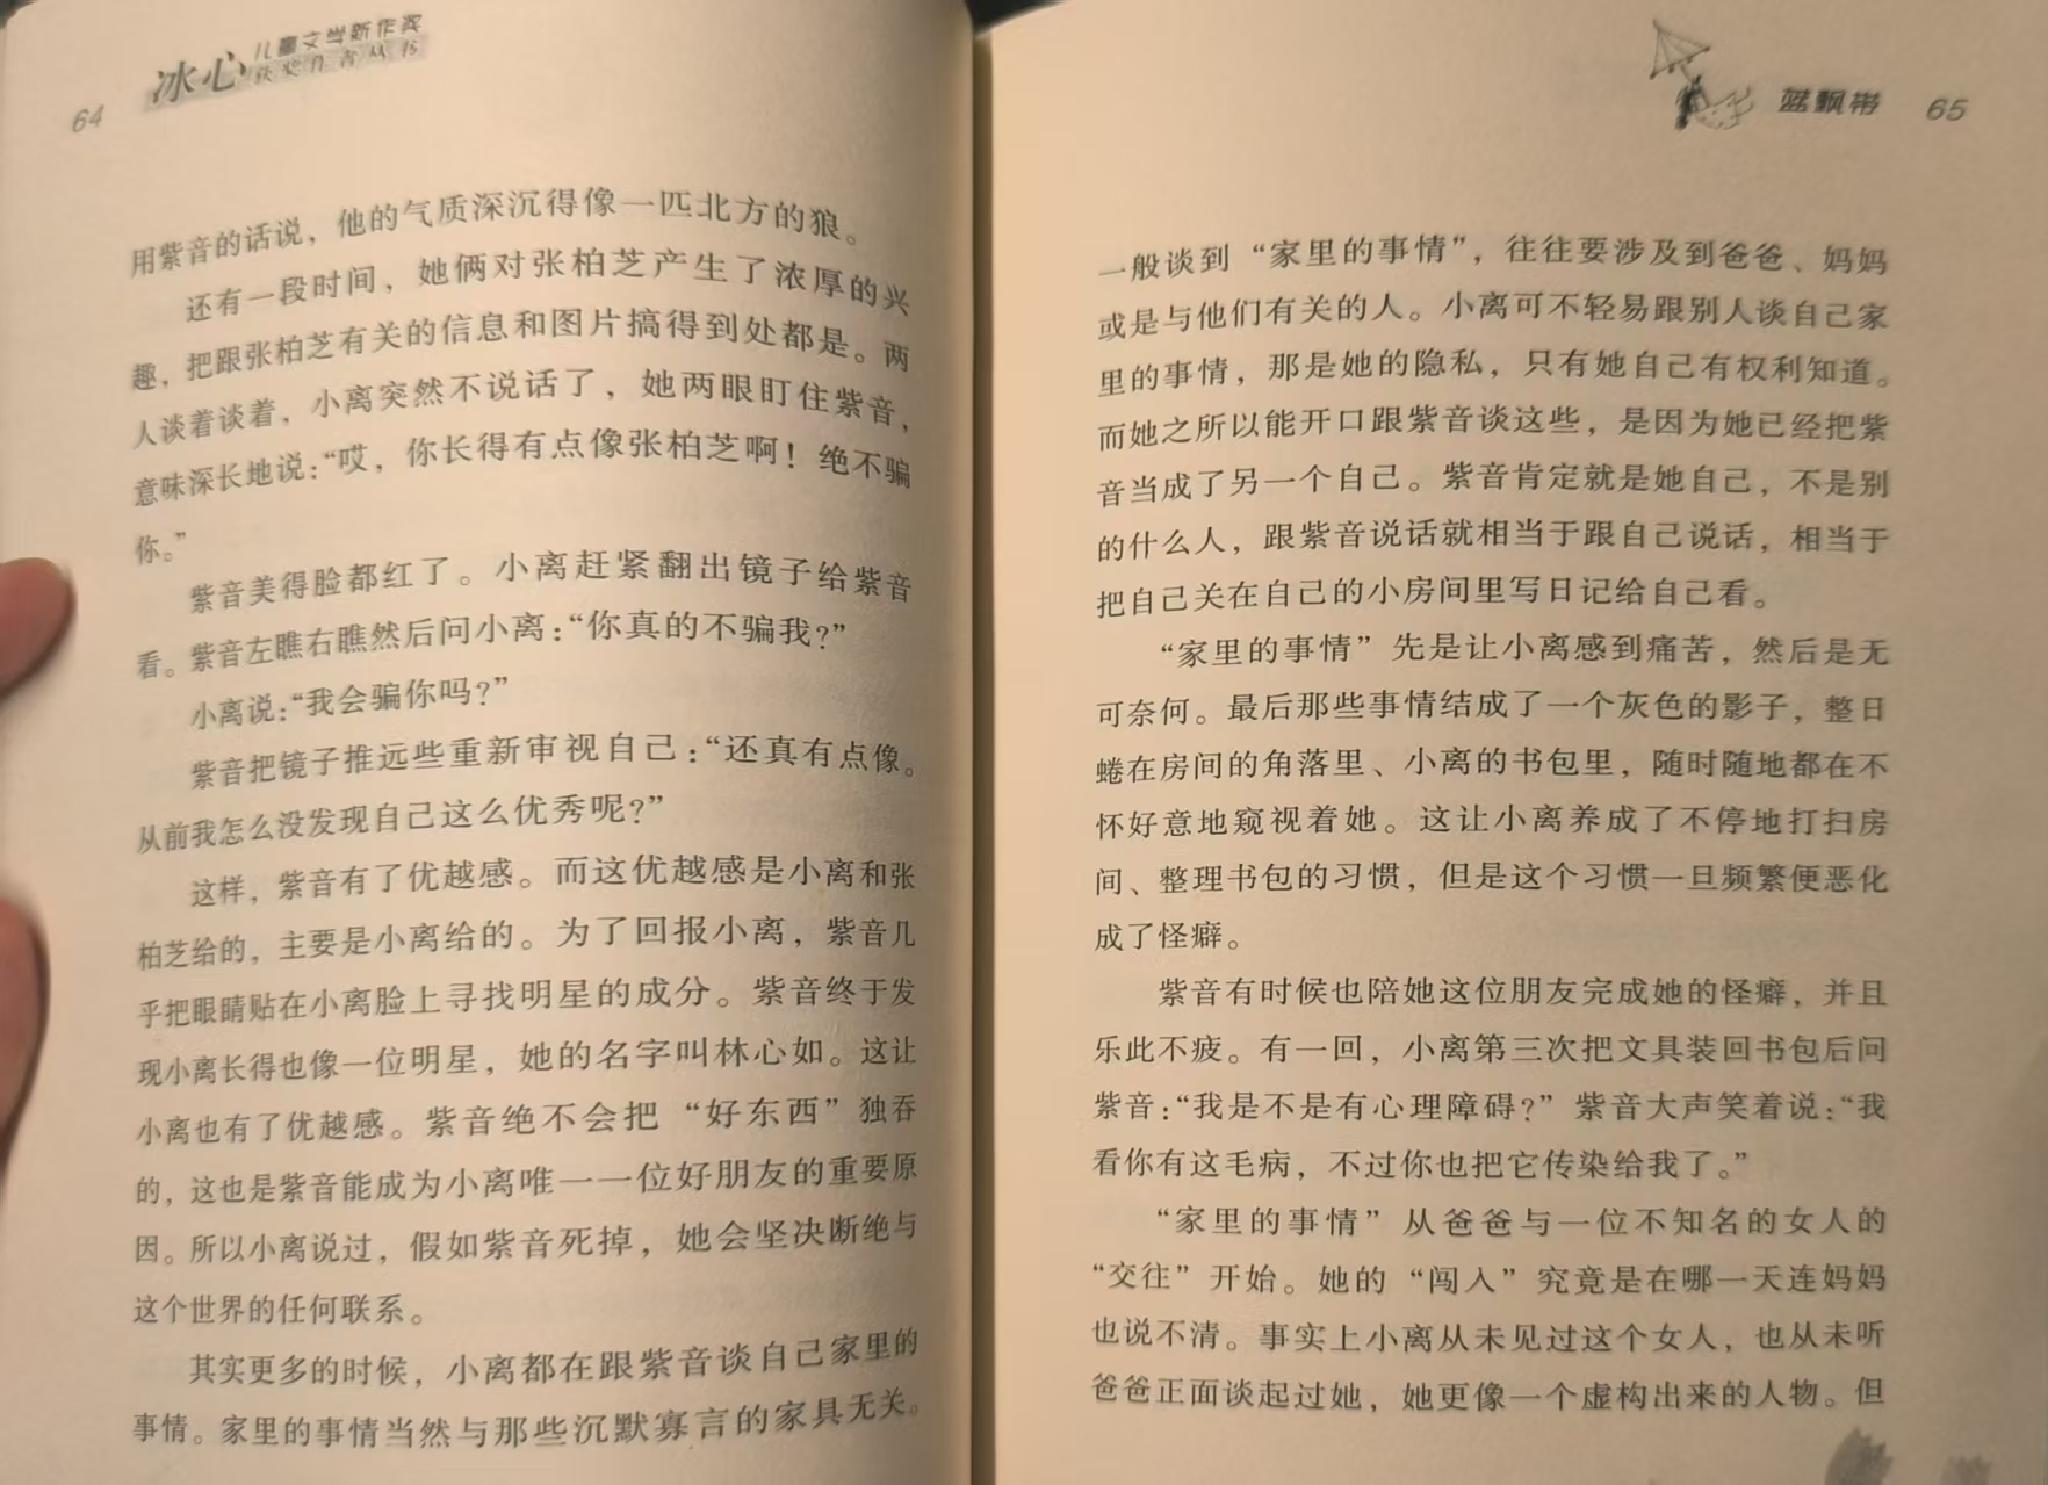 64
冰心
儿童文学新作奖
获奖作者丛书
用紫音的话说，他的气质深沉得像一匹北方的狼。
还有一段时间，她俩对张柏芝产生了浓厚的兴
趣，把跟张柏芝有关的信息和图片搞得到处都是。两
人谈着谈着，小离突然不说话了，她两眼盯住紫音，
意味深长地说：“哎，你长得有点像张柏芝啊！绝不骗
你。”
紫音美得脸都红了。小离赶紧翻出镜子给紫音
看。紫音左瞧右瞧然后问小离：“你真的不骗我？”
小离说：“我会骗你吗？”
紫音把镜子推远些重新审视自己：“还真有点像。
从前我怎么没发现自己这么优秀呢？”
这样，紫音有了优越感。而这优越感是小离和张
柏芝给的，主要是小离给的。为了回报小离，紫音几
乎把眼睛贴在小离脸上寻找明星的成分。紫音终于发
现小离长得也像一位明星，她的名字叫林心如。这让
小离也有了优越感。紫音绝不会把“好东西”独吞
的，这也是紫音能成为小离唯一一位好朋友的重要原
因。所以小离说过，假如紫音死掉，她会坚决断绝与
这个世界的任何联系。
其实更多的时候，小离都在跟紫音谈自己家里的
事情。家里的事情当然与那些沉默寡言的家具无关。
蓝飘带 65
一般谈到“家里的事情”，往往要涉及到爸爸、妈妈
或是与他们有关的人。小离可不轻易跟别人谈自己家
里的事情，那是她的隐私，只有她自己有权利知道。
而她之所以能开口跟紫音谈这些，是因为她已经把紫
音当成了另一个自己。紫音肯定就是她自己，不是别
的什么人，跟紫音说话就相当于跟自己说话，相当于
把自己关在自己的小房间里写日记给自己看。
“家里的事情”先是让小离感到痛苦，然后是无
可奈何。最后那些事情结成了一个灰色的影子，整日
蜷在房间的角落里、小离的书包里，随时随地都在不
怀好意地窥视着她。这让小离养成了不停地打扫房
间、整理书包的习惯，但是这个习惯一旦频繁便恶化
成了怪癖。
紫音有时候也陪她这位朋友完成她的怪癖，并且
乐此不疲。有一回，小离第三次把文具装回书包后问
紫音：“我是不是有心理障碍？”紫音大声笑着说：“我
看你有这毛病，不过你也把它传染给我了。”
“家里的事情”从爸爸与一位不知名的女人的
“交往”开始。她的“闯入”究竟是在哪一天连妈妈
也说不清。事实上小离从未见过这个女人，也从未听
爸爸正面谈起过她，她更像一个虚构出来的人物。但